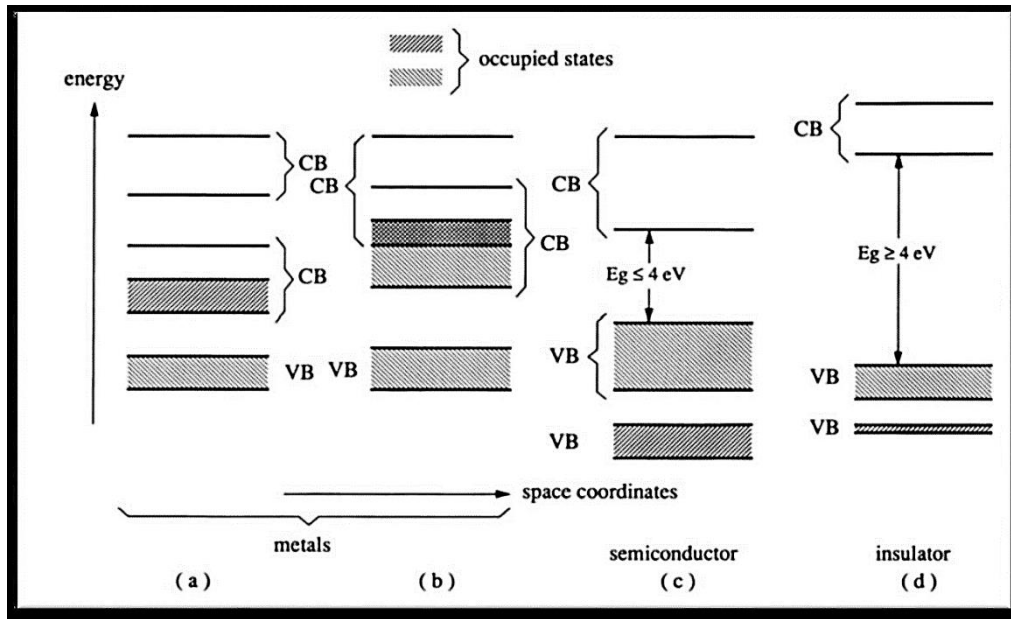 occupied states
energy
CB
CB
CB
VB
CB
VB
CB
Eg ≤ 4 eV
VB
VB
CB
Eg ≥ 4 eV
VB
VB
space coordinates
metals
semiconductor
insulator
( a )
( b )
( c )
( d )